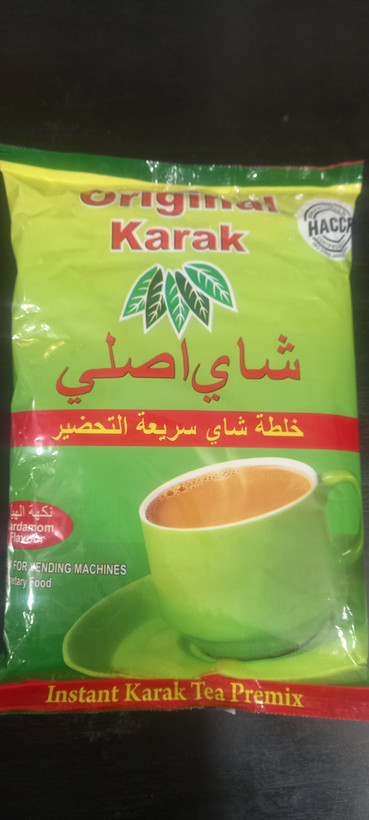 Original
Karak
HACCP
شاي اصلي
خلطة شاي سريعة التحضير
نكهة
Cardamom
Flavour
FOR VENDING MACHINES
Food
Instant Karak Tea Premix